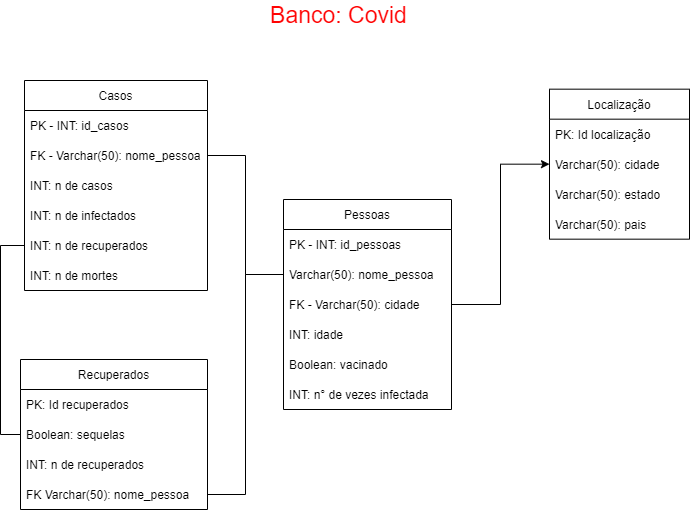 Banco: Covid
Casos
PK - INT: id_casos
FK - Varchar(50): nome_pessoa
INT: n de casos
INT: n de infectados
INT: n de recuperados
INT: n de mortes
Recuperados
PK: Id recuperados
Boolean: sequelas
INT: n de recuperados
FK Varchar(50): nome_pessoa
Pessoas
PK - INT: id_pessoas
Varchar(50): nome_pessoa
FK - Varchar(50): cidade
INT: idade
Boolean: vacinado
INT: n° de vezes infectada
Localização
PK: Id localização
Varchar(50): cidade
Varchar(50): estado
Varchar(50): pais